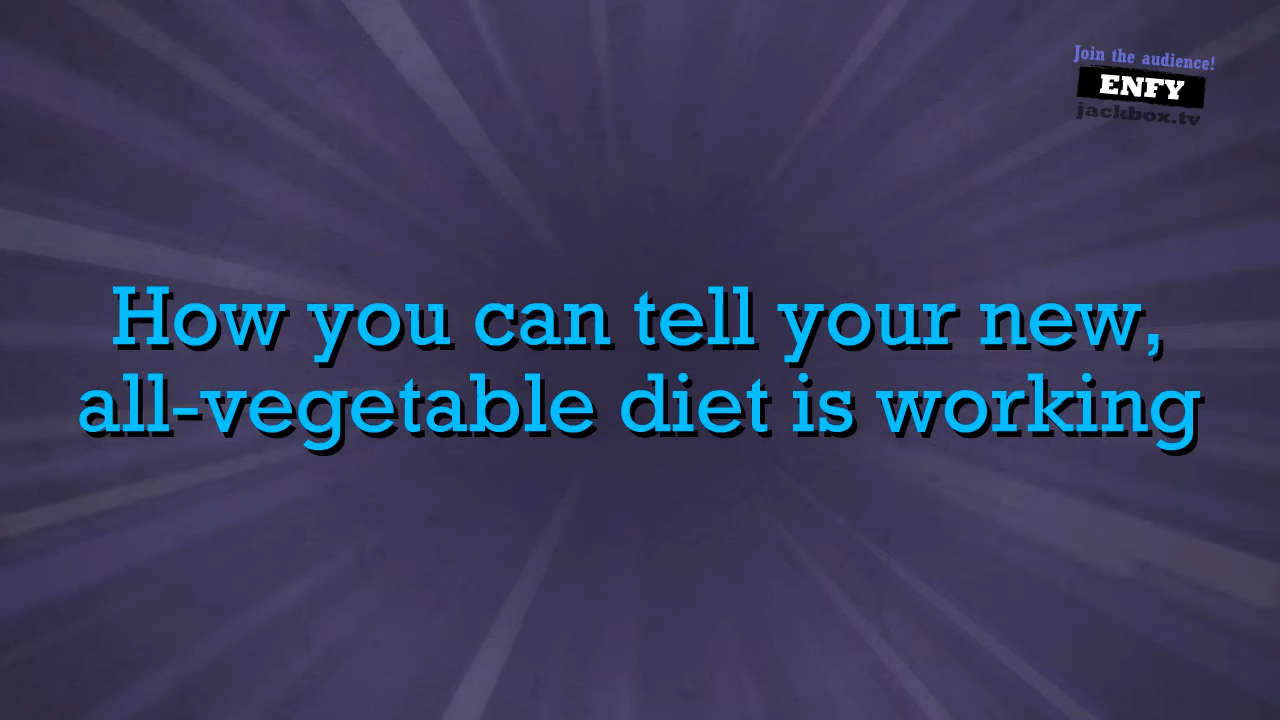 Join the audience!
ENFY
jackbox.tv
How you can tell your new,
all-vegetable diet is working